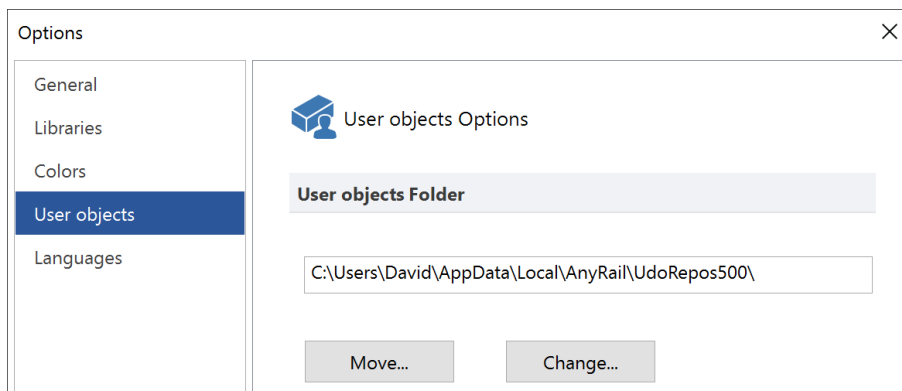 Options
General
Libraries
Colors
User objects
Languages
User objects Options
User objects Folder
C:\Users\David\AppData\Local\AnyRail\UdoRepos500\
Move...
Change...